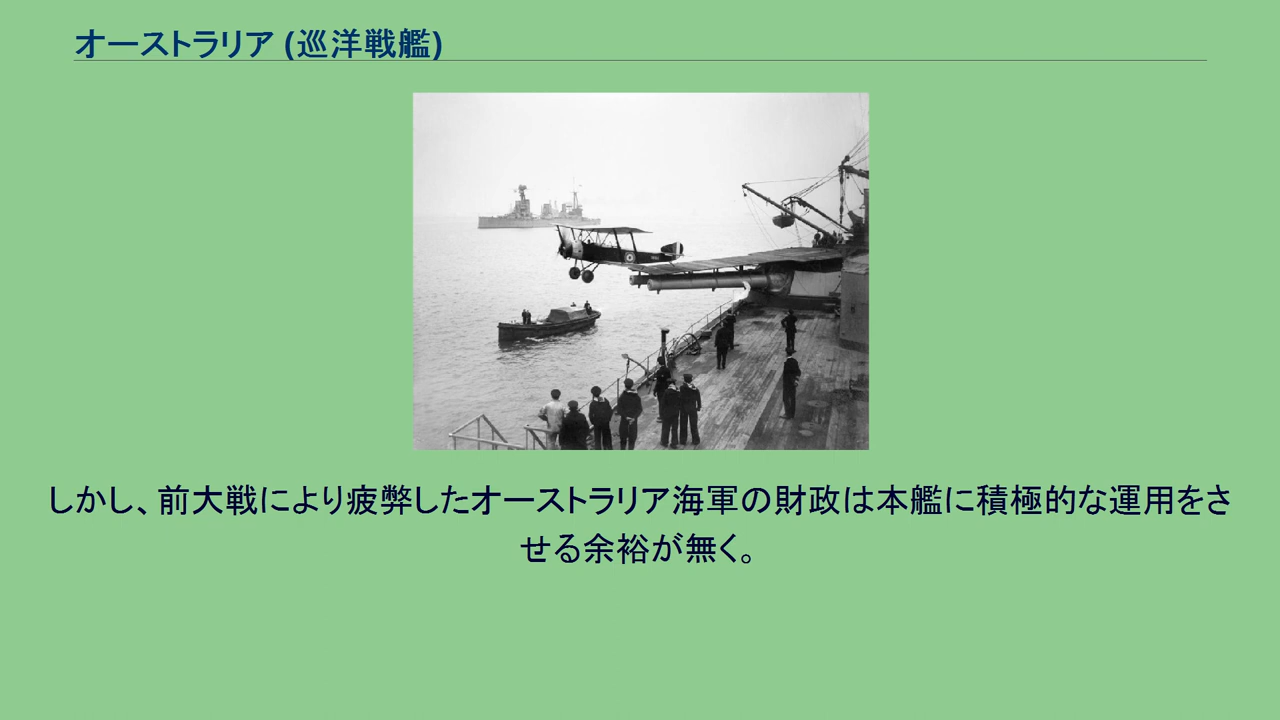 オーストラリア (巡洋戦艦)
しかし、前大戦により疲弊したオーストラリア海軍の財政は本艦に積極的な運用をさ
せる余裕が無く。